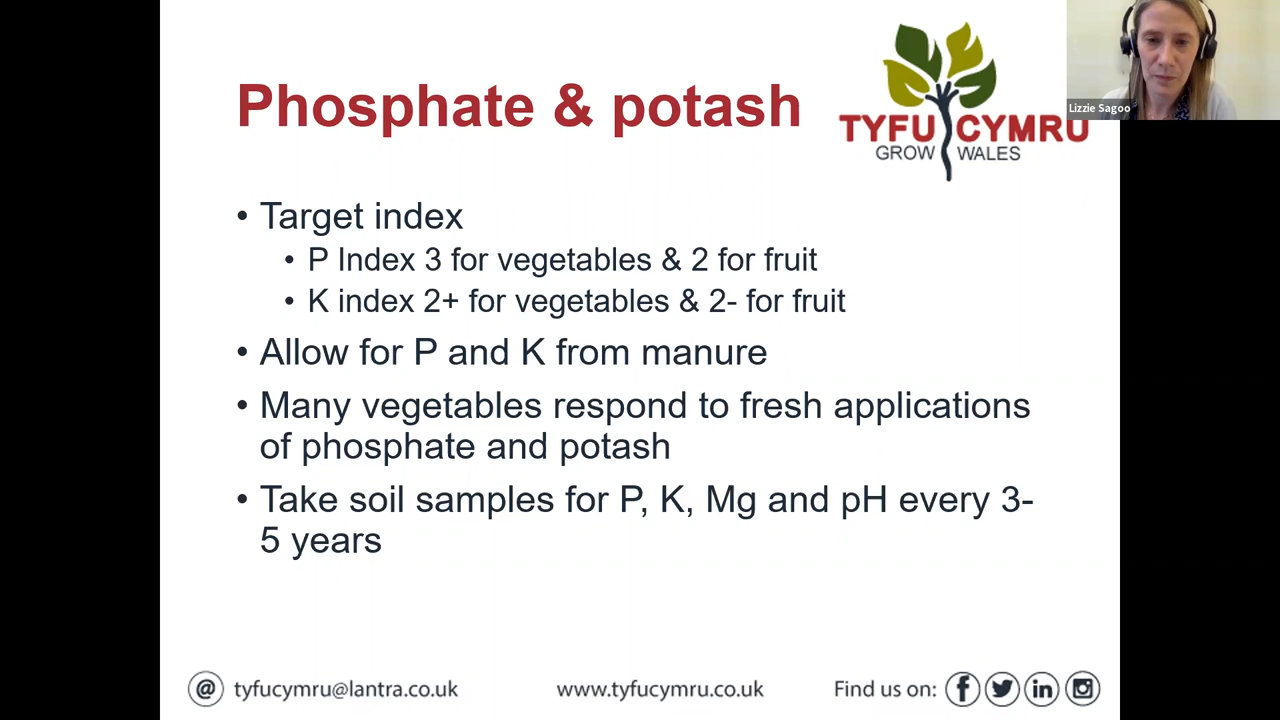 Phosphate & potash
TYFU CYMRU
GROW WALES
Lizzie Sagoo
• Target index
• P Index 3 for vegetables & 2 for fruit
• K index 2+ for vegetables & 2- for fruit
• Allow for P and K from manure
• Many vegetables respond to fresh applications
of phosphate and potash
• Take soil samples for P, K, Mg and pH every 3-
5 years
@ tyfucymru@lantra.co.uk
www.tyfucymru.co.uk
Find us on: